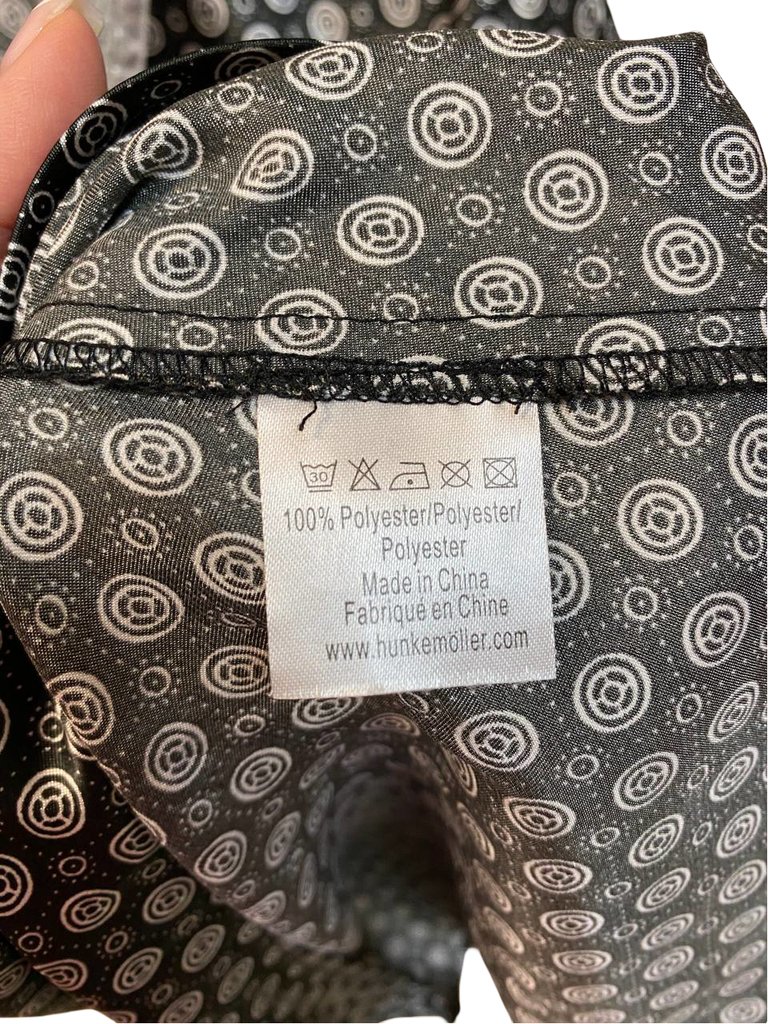 30
100% Polyester/Polyester/
Polyester
Made in China
Fabriqué en Chine
www.hunkemöller.com